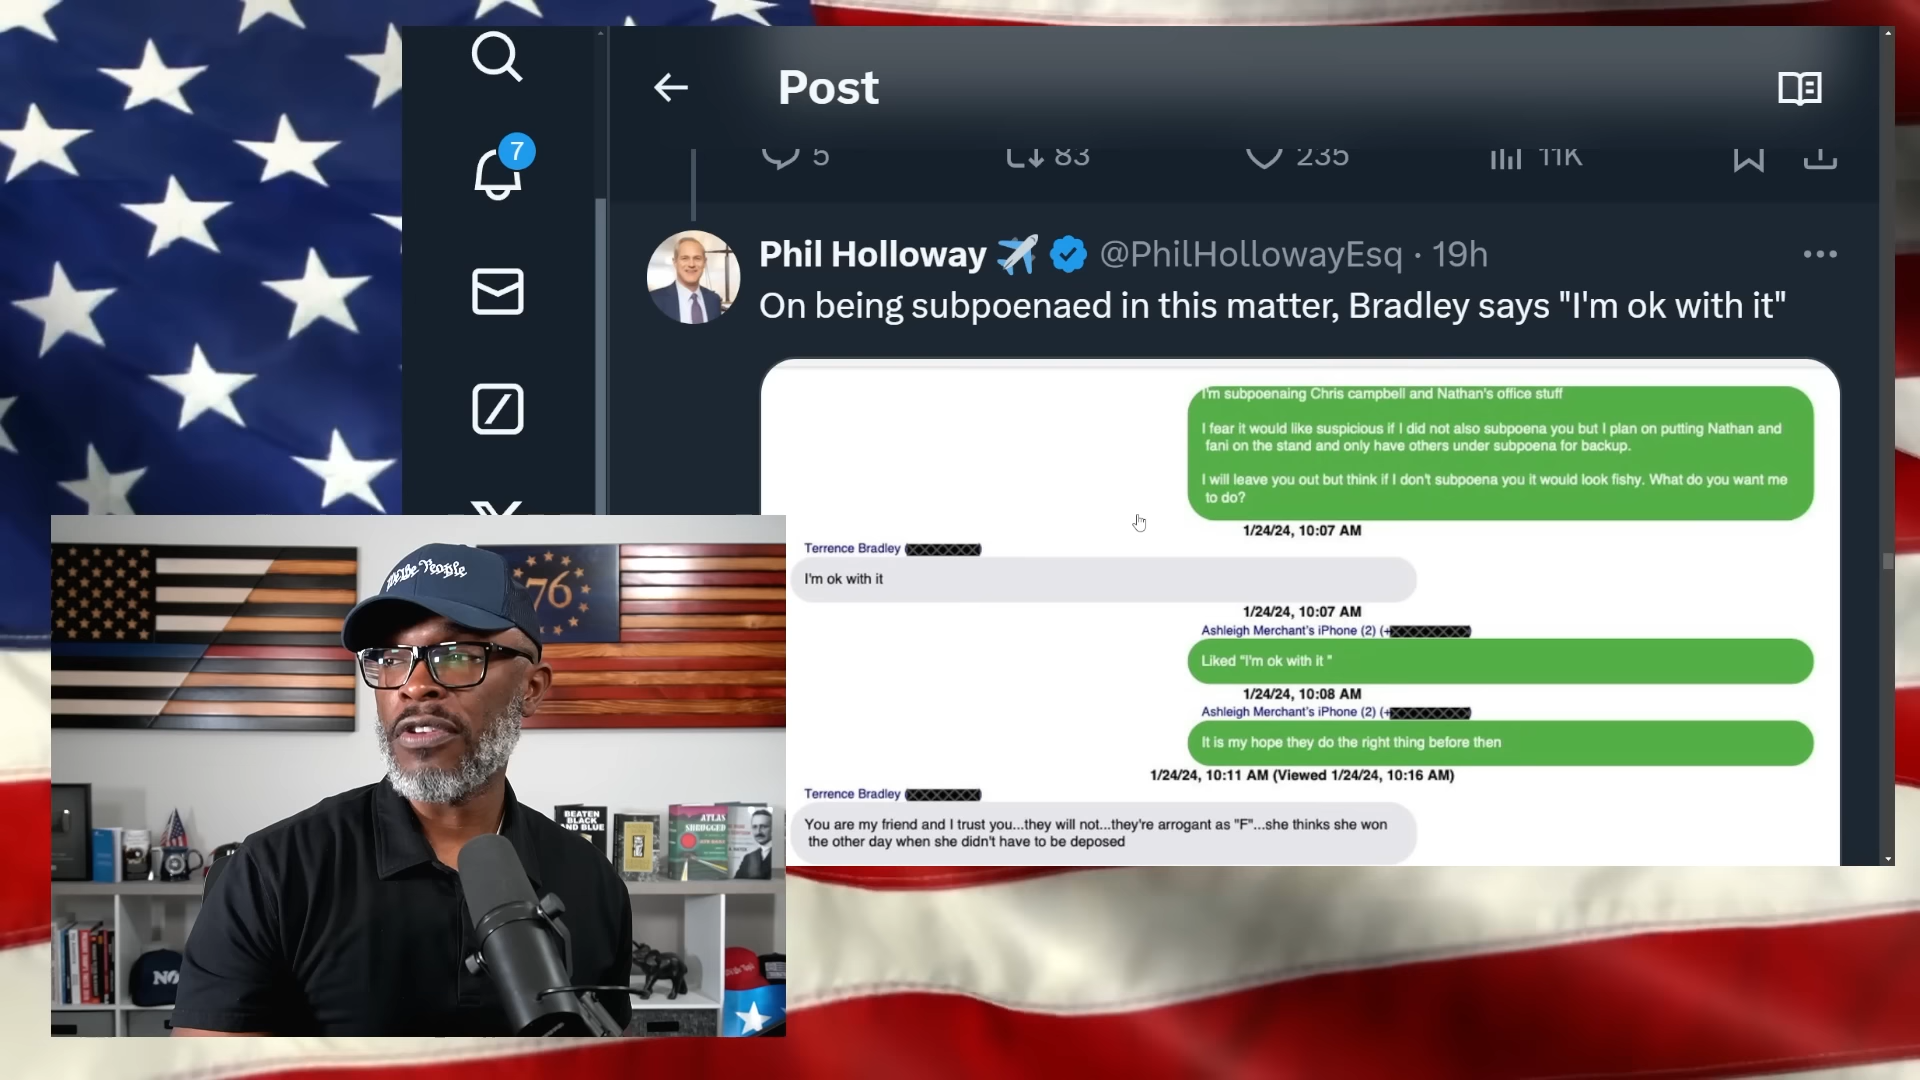 Post
7
5
83
235
11K
Phil Holloway @PhilHollowayEsq · 19h
On being subpoenaed in this matter, Bradley says "I'm ok with it"
I'm subpoenaing Chris campbell and Nathan's office stuff
I fear it would like suspicious if I did not also subpoena you but I plan on putting Nathan and
fani on the stand and only have others under subpoena for backup.
I will leave you out but think if I don't subpoena you it would look fishy. What do you want me
to do?
1/24/24, 10:07 AM
Terrence Bradley
I'm ok with it
1/24/24, 10:07 AM
Ashleigh Merchant's iPhone (2) (+
Liked "I'm ok with it "
1/24/24, 10:08 AM
Ashleigh Merchant's iPhone (2) (+
It is my hope they do the right thing before then
1/24/24, 10:11 AM (Viewed 1/24/24, 10:16 AM)
Terrence Bradley
You are my friend and I trust you...they will not...they're arrogant as "F"...she thinks she won
the other day when she didn't have to be deposed
We the People
76
BEATEN
BLACK
AND BLUE
ATLAS
SHRUGGED
NO